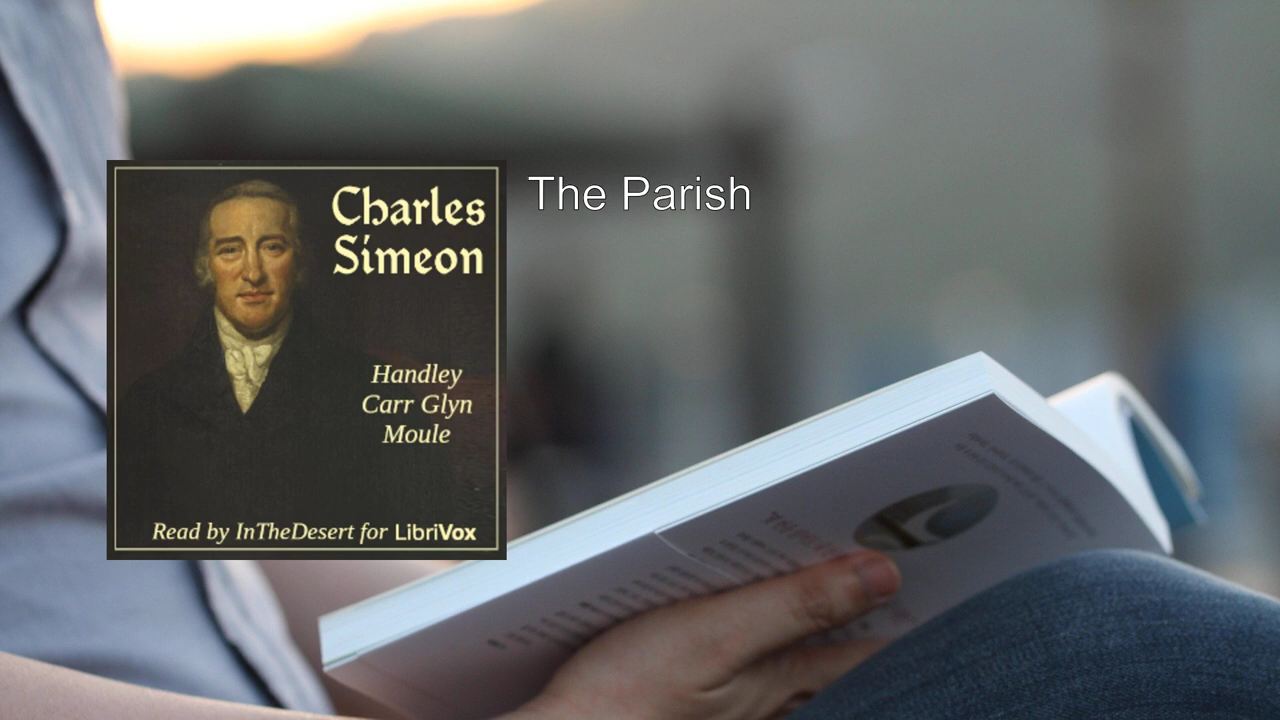 Charles
Simeon
The Parish
Handley
Carr Glyn
Moule
Read by InTheDesert for LibriVox